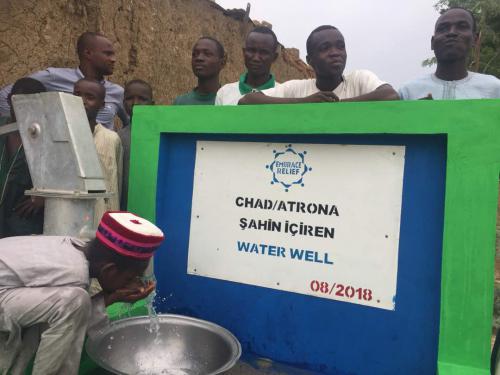 EMBRACE
RELIEF
CHAD/ATRONA
ŞAHİN İÇİREN
WATER WELL
08/2018